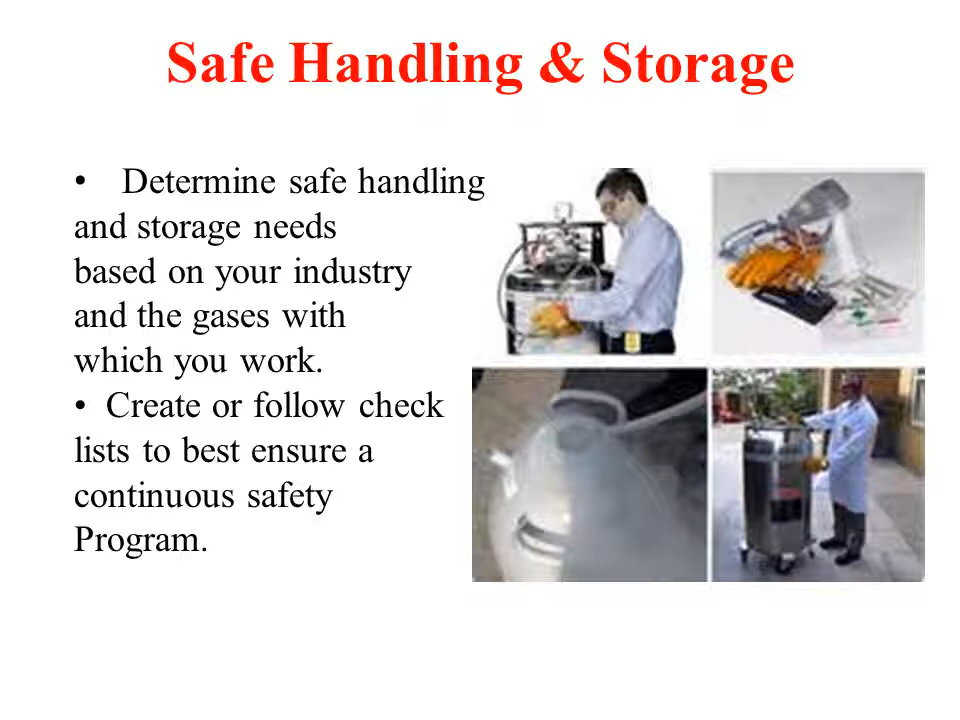 Safe Handling & Storage
• Determine safe handling
and storage needs
based on your industry
and the gases with
which you work.
• Create or follow check
lists to best ensure a
continuous safety
Program.